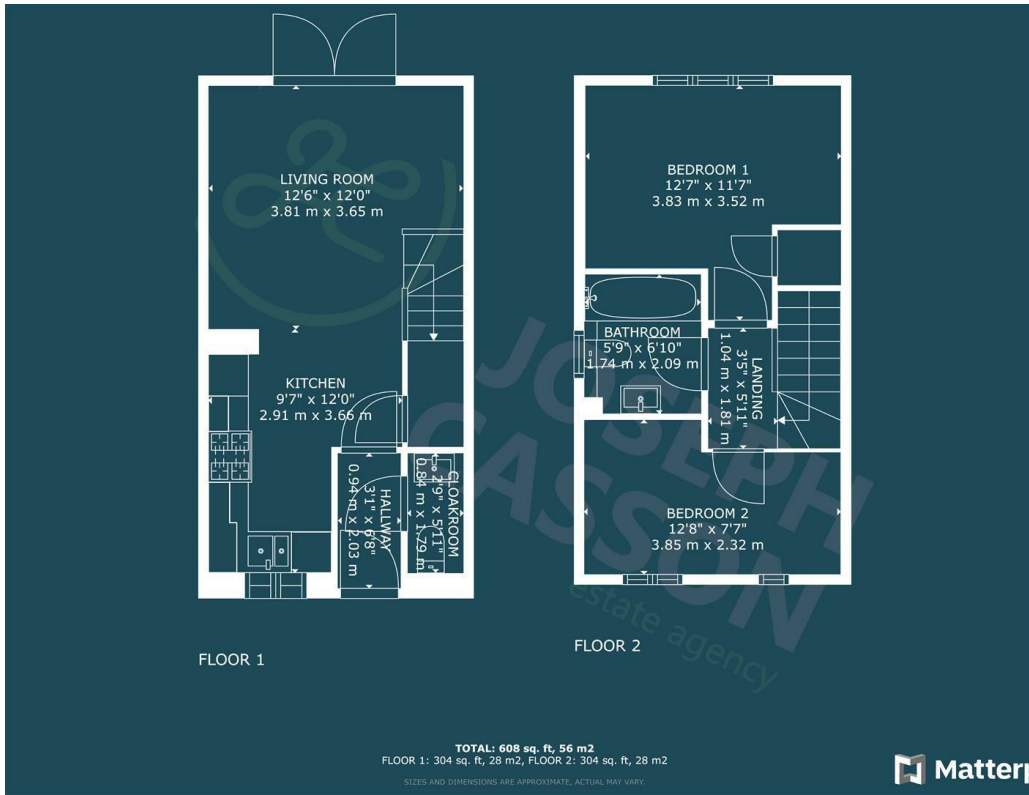 LIVING ROOM
12'6" x 12'0"
3.81 m x 3.65 m
KITCHEN
9'7" x 12'0"
2.91 m x 3.66 m
HALLWAY
3'1" x 6'8"
0.94 m x 2.03 m
CLOAKROOM
2'9" x 5'11"
0.84 m x 1.79 m
FLOOR 1
BEDROOM 1
12'7" x 11'7"
3.83 m x 3.52 m
BATHROOM
5'9" x 6'10"
1.74 m x 2.09 m
LANDING
3'5" x 5'11"
1.04 m x 1.81 m
BEDROOM 2
12'8" x 7'7"
3.85 m x 2.32 m
FLOOR 2
JOSEPH
CASSON
estate agency
TOTAL: 608 sq. ft, 56 m2
FLOOR 1: 304 sq. ft, 28 m2, FLOOR 2: 304 sq. ft, 28 m2
SIZES AND DIMENSIONS ARE APPROXIMATE, ACTUAL MAY VARY.
Matterp